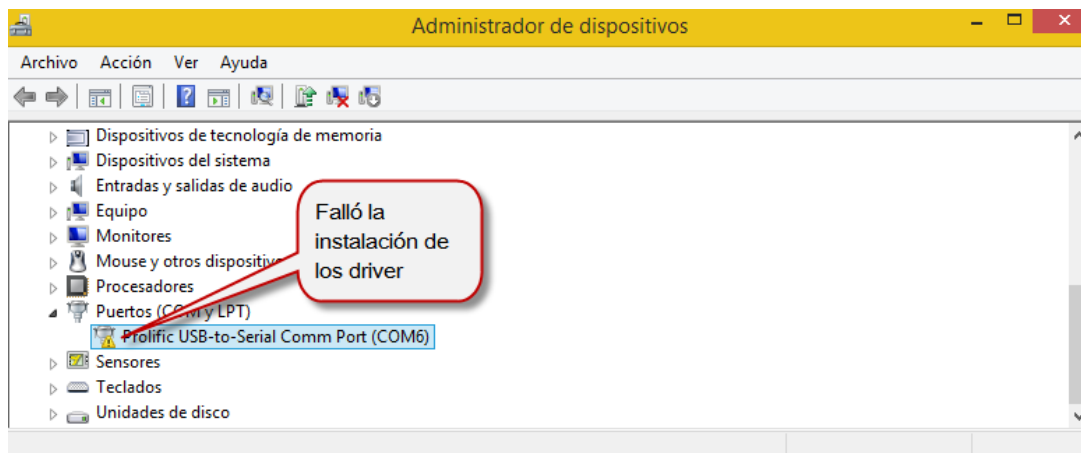 Administrador de dispositivos
Archivo Acción Ver Ayuda
Dispositivos de tecnología de memoria
Dispositivos del sistema
Entradas y salidas de audio
Equipo
Monitores
Mouse y otros dispositivo
Procesadores
Puertos (COM y LPT)
Prolific USB-to-Serial Comm Port (COM6)
Sensores
Teclados
Unidades de disco
Falló la
instalación de
los driver